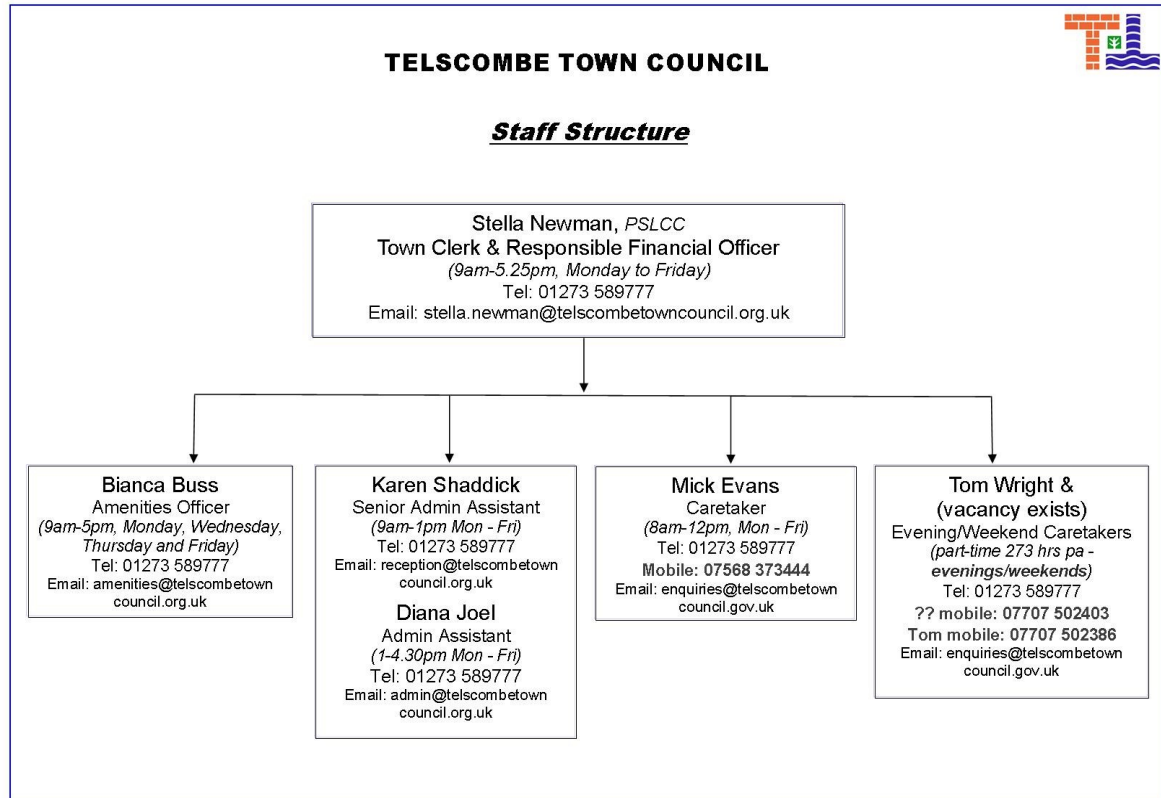 TELSCOMBE TOWN COUNCIL
Staff Structure
Stella Newman, PSLCC
Town Clerk & Responsible Financial Officer
(9am-5.25pm, Monday to Friday)
Tel: 01273 589777
Email: stella.newman@telscombetowncouncil.org.uk
Bianca Buss
Amenities Officer
(9am-5pm, Monday, Wednesday,
Thursday and Friday)
Tel: 01273 589777
Email: amenities@telscombetown
council.org.uk
Karen Shaddick
Senior Admin Assistant
(9am-1pm Mon - Fri)
Tel: 01273 589777
Email: reception@telscombetown
council.org.uk
Diana Joel
Admin Assistant
(1-4.30pm Mon - Fri)
Tel: 01273 589777
Email: admin@telscombetown
council.org.uk
Mick Evans
Caretaker
(8am-12pm, Mon - Fri)
Tel: 01273 589777
Mobile: 07568 373444
Email: enquiries@telscombetown
council.gov.uk
Tom Wright &
(vacancy exists)
Evening/Weekend Caretakers
(part-time 273 hrs pa -
evenings/weekends)
Tel: 01273 589777
?? mobile: 07707 502403
Tom mobile: 07707 502386
Email: enquiries@telscombetown
council.gov.uk